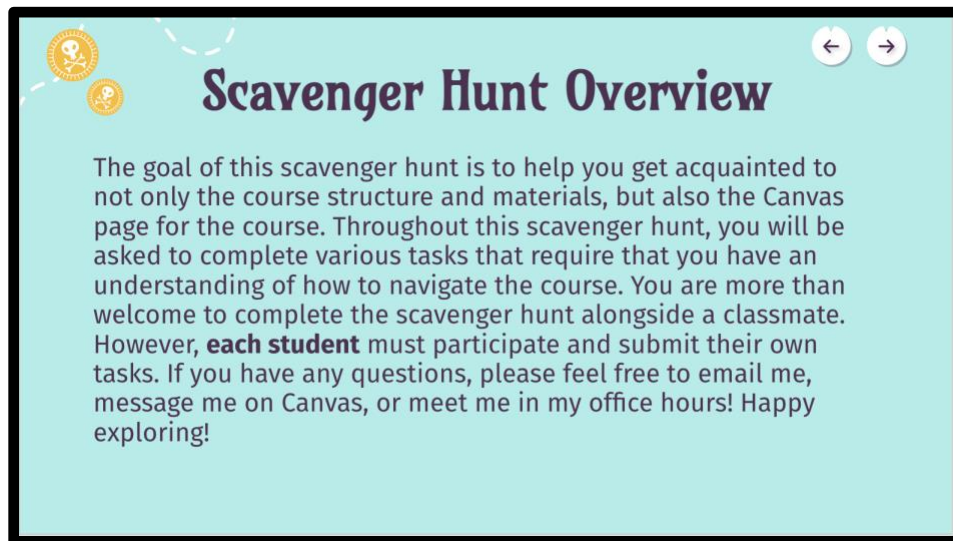 Scavenger Hunt Overview
The goal of this scavenger hunt is to help you get acquainted to
not only the course structure and materials, but also the Canvas
page for the course. Throughout this scavenger hunt, you will be
asked to complete various tasks that require that you have an
understanding of how to navigate the course. You are more than
welcome to complete the scavenger hunt alongside a classmate.
However, each student must participate and submit their own
tasks. If you have any questions, please feel free to email me,
message me on Canvas, or meet me in my office hours! Happy
exploring!